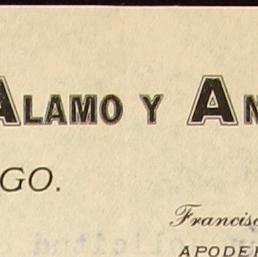 ALAMO Y AN
GO.
Francisc
APODER